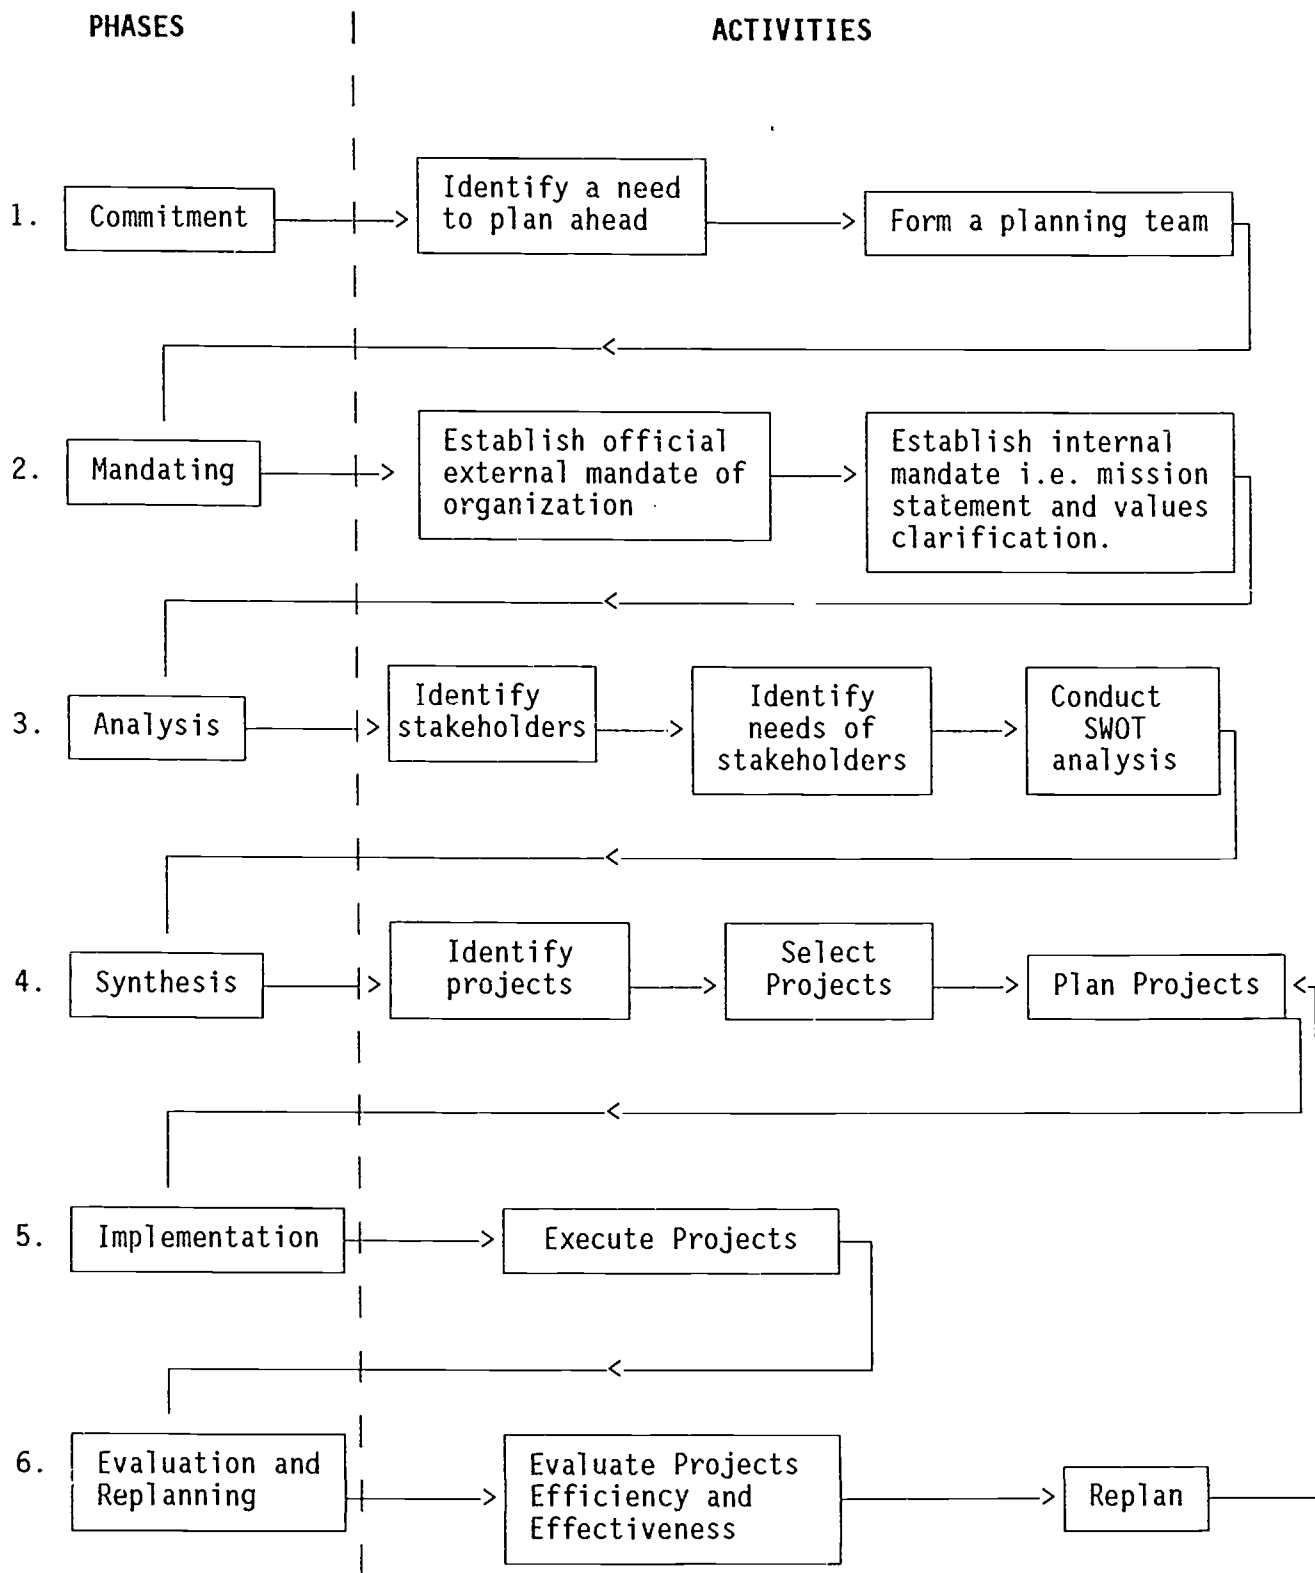 PHASES
ACTIVITIES
1.
Commitment
Identify a need
to plan ahead
Form a planning team
2.
Mandating
Establish official
external mandate of
organization
Establish internal
mandate i.e. mission
statement and values
clarification.
3.
Analysis
Identify
stakeholders
Identify
needs of
stakeholders
Conduct
SWOT
analysis
4.
Synthesis
Identify
projects
Select
Projects
Plan Projects
5.
Implementation
Execute Projects
6.
Evaluation and
Replanning
Evaluate Projects
Efficiency and
Effectiveness
Replan